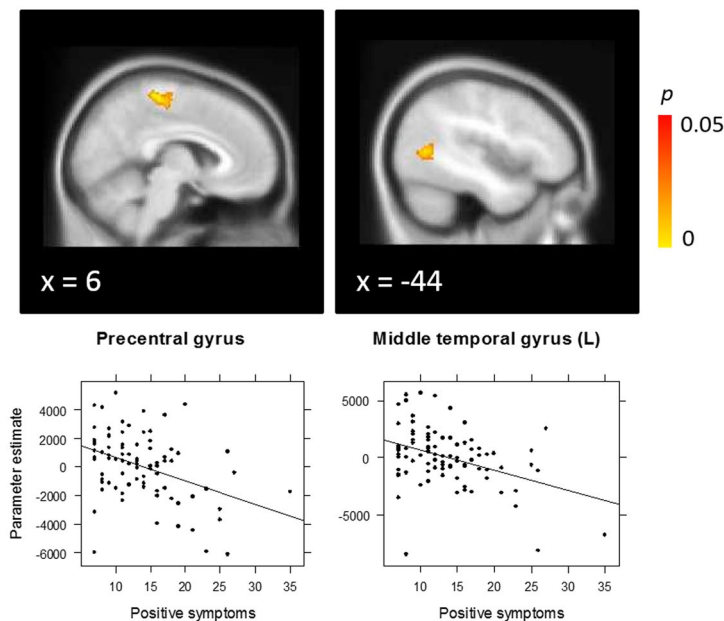 p
0.05
0
x = 6
x = -44
Precentral gyrus
Middle temporal gyrus (L)
Parameter estimate
4000
2000
0
-2000
-4000
-6000
10 15 20 25 30 35
Positive symptoms
5000
0
-5000
10 15 20 25 30 35
Positive symptoms